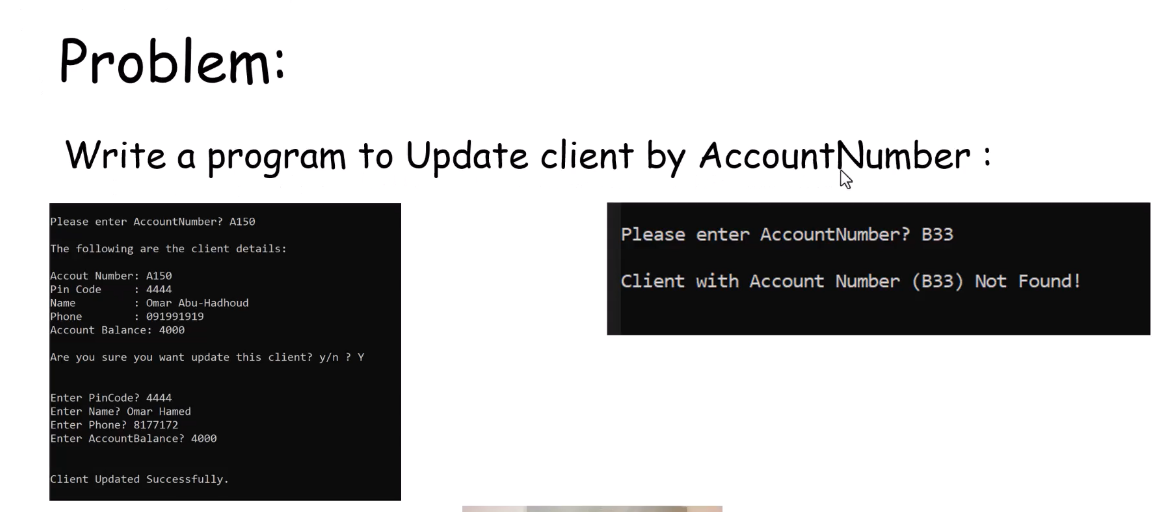 Problem:
Write a program to Update client by AccountNumber :
Please enter AccountNumber? A150
The following are the client details:
Accout Number: A150
Pin Code     : 4444
Name         : Omar Abu-Hadhoud
Phone        : 091991919
Account Balance: 4000
Are you sure you want update this client? y/n ? Y
Enter PinCode? 4444
Enter Name? Omar Hamed
Enter Phone? 8177172
Enter AccountBalance? 4000
Client Updated Successfully.
Please enter AccountNumber? B33
Client with Account Number (B33) Not Found!